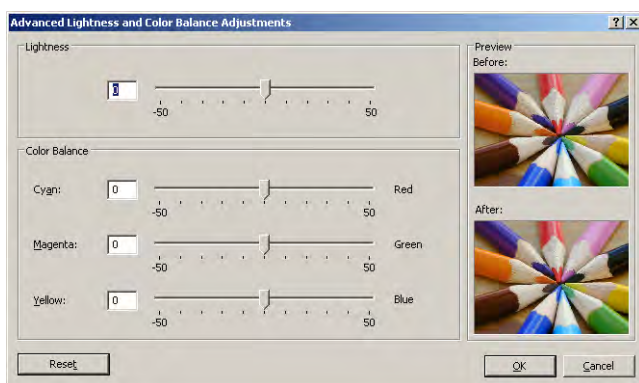 Advanced Lightness and Color Balance Adjustments
Lightness
0
-50 50
Color Balance
Cyan: 0 Red
-50 50
Magenta: 0 Green
-50 50
Yellow: 0 Blue
-50 50
Preview
Before:
After:
Reset
OK Cancel